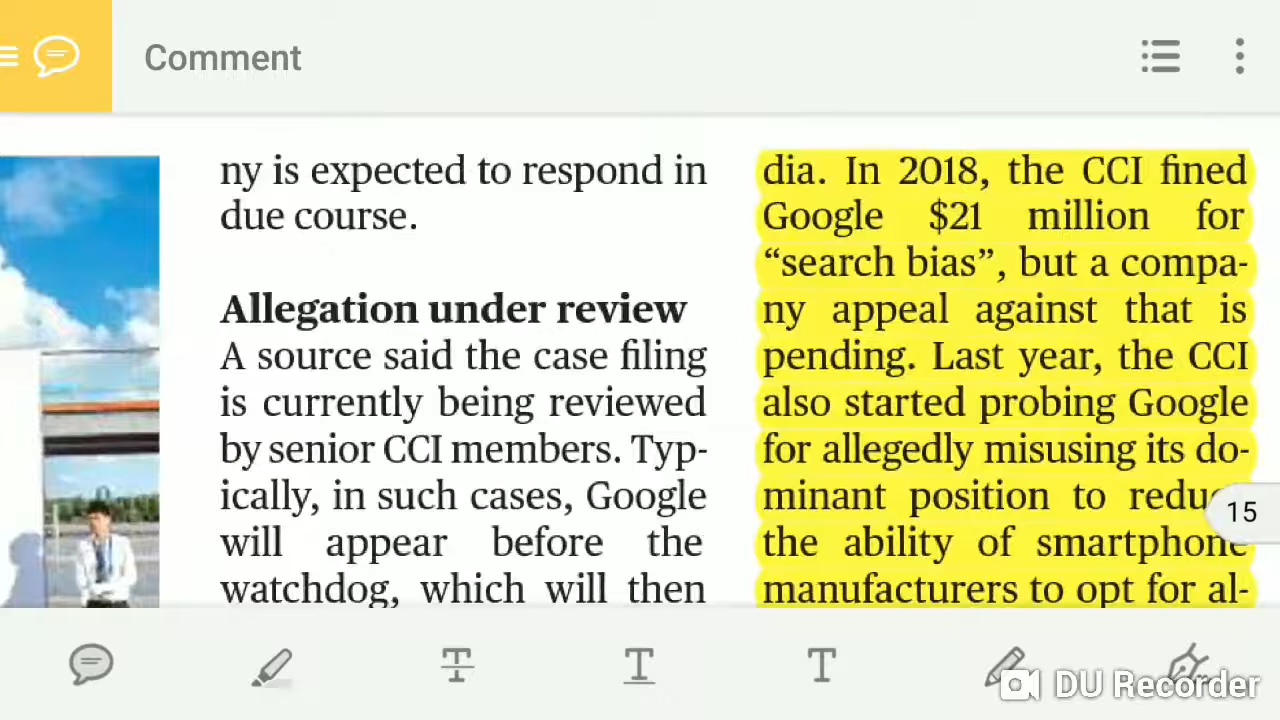 Comment
ny is expected to respond in
due course.
Allegation under review
A source said the case filing
is currently being reviewed
by senior CCI members. Typ-
ically, in such cases, Google
will appear before the
watchdog, which will then
dia. In 2018, the CCI fined
Google $21 million for
“search bias”, but a compa-
ny appeal against that is
pending. Last year, the CCI
also started probing Google
for allegedly misusing its do-
minant position to reduce
the ability of smartphone
manufacturers to opt for al-
15
T
T
T
DU Recorder